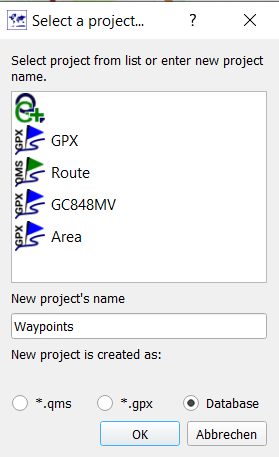 Select a project... ? ×
Select project from list or enter new project
name.
GPX GPX
QMS Route
GPX GC848MV
GPX Area
New project's name
Waypoints
New project is created as:
*.qms *.gpx Database
OK Abbrechen